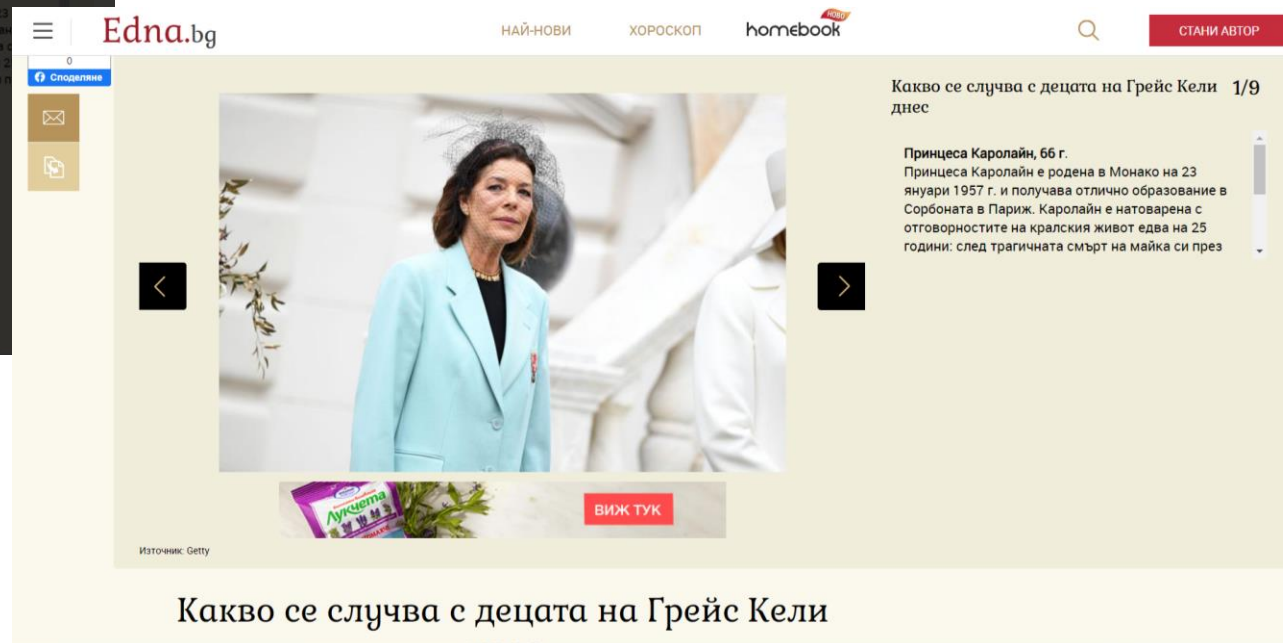 Edna.bg
НАЙ-НОВИ
ХОРОСКОП
НОВО
homebook
СТАНИ АВТОР
0
Споделяне
Какво се случва с децата на Грейс Кели 1/9
днес
Принцеса Каролайн, 66 г.
Принцеса Каролайн е родена в Монако на 23
януари 1957 г. и получава отлично образование в
Сорбоната в Париж. Каролайн е натоварена с
отговорностите на кралския живот едва на 25
години: след трагичната смърт на майка си през
Лукчета
ВИЖ ТУК
Източник: Getty
Какво се случва с децата на Грейс Кели